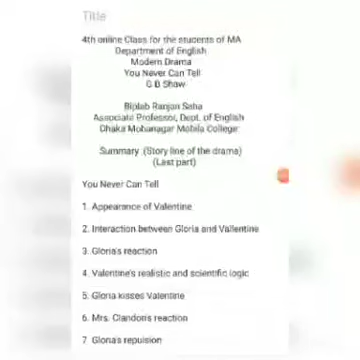 Title
4th online Class for the students of MA
Department of English
Modern Drama
You Never Can Tell
G B Shaw
Biplab Ranjan Saha
Associate Professor, Dept. of English
Dhaka Mohanagar Mohila College
Summary (Story line of the drama)
(Last part)
You Never Can Tell
1. Appearance of Valentine
2. Interaction between Gloria and Vallentine
3. Gloria's reaction
4. Valentine's realistic and scientific logic
5. Gloria kisses Valentine
6. Mrs. Clandon's reaction
7 Gloria's repulsion